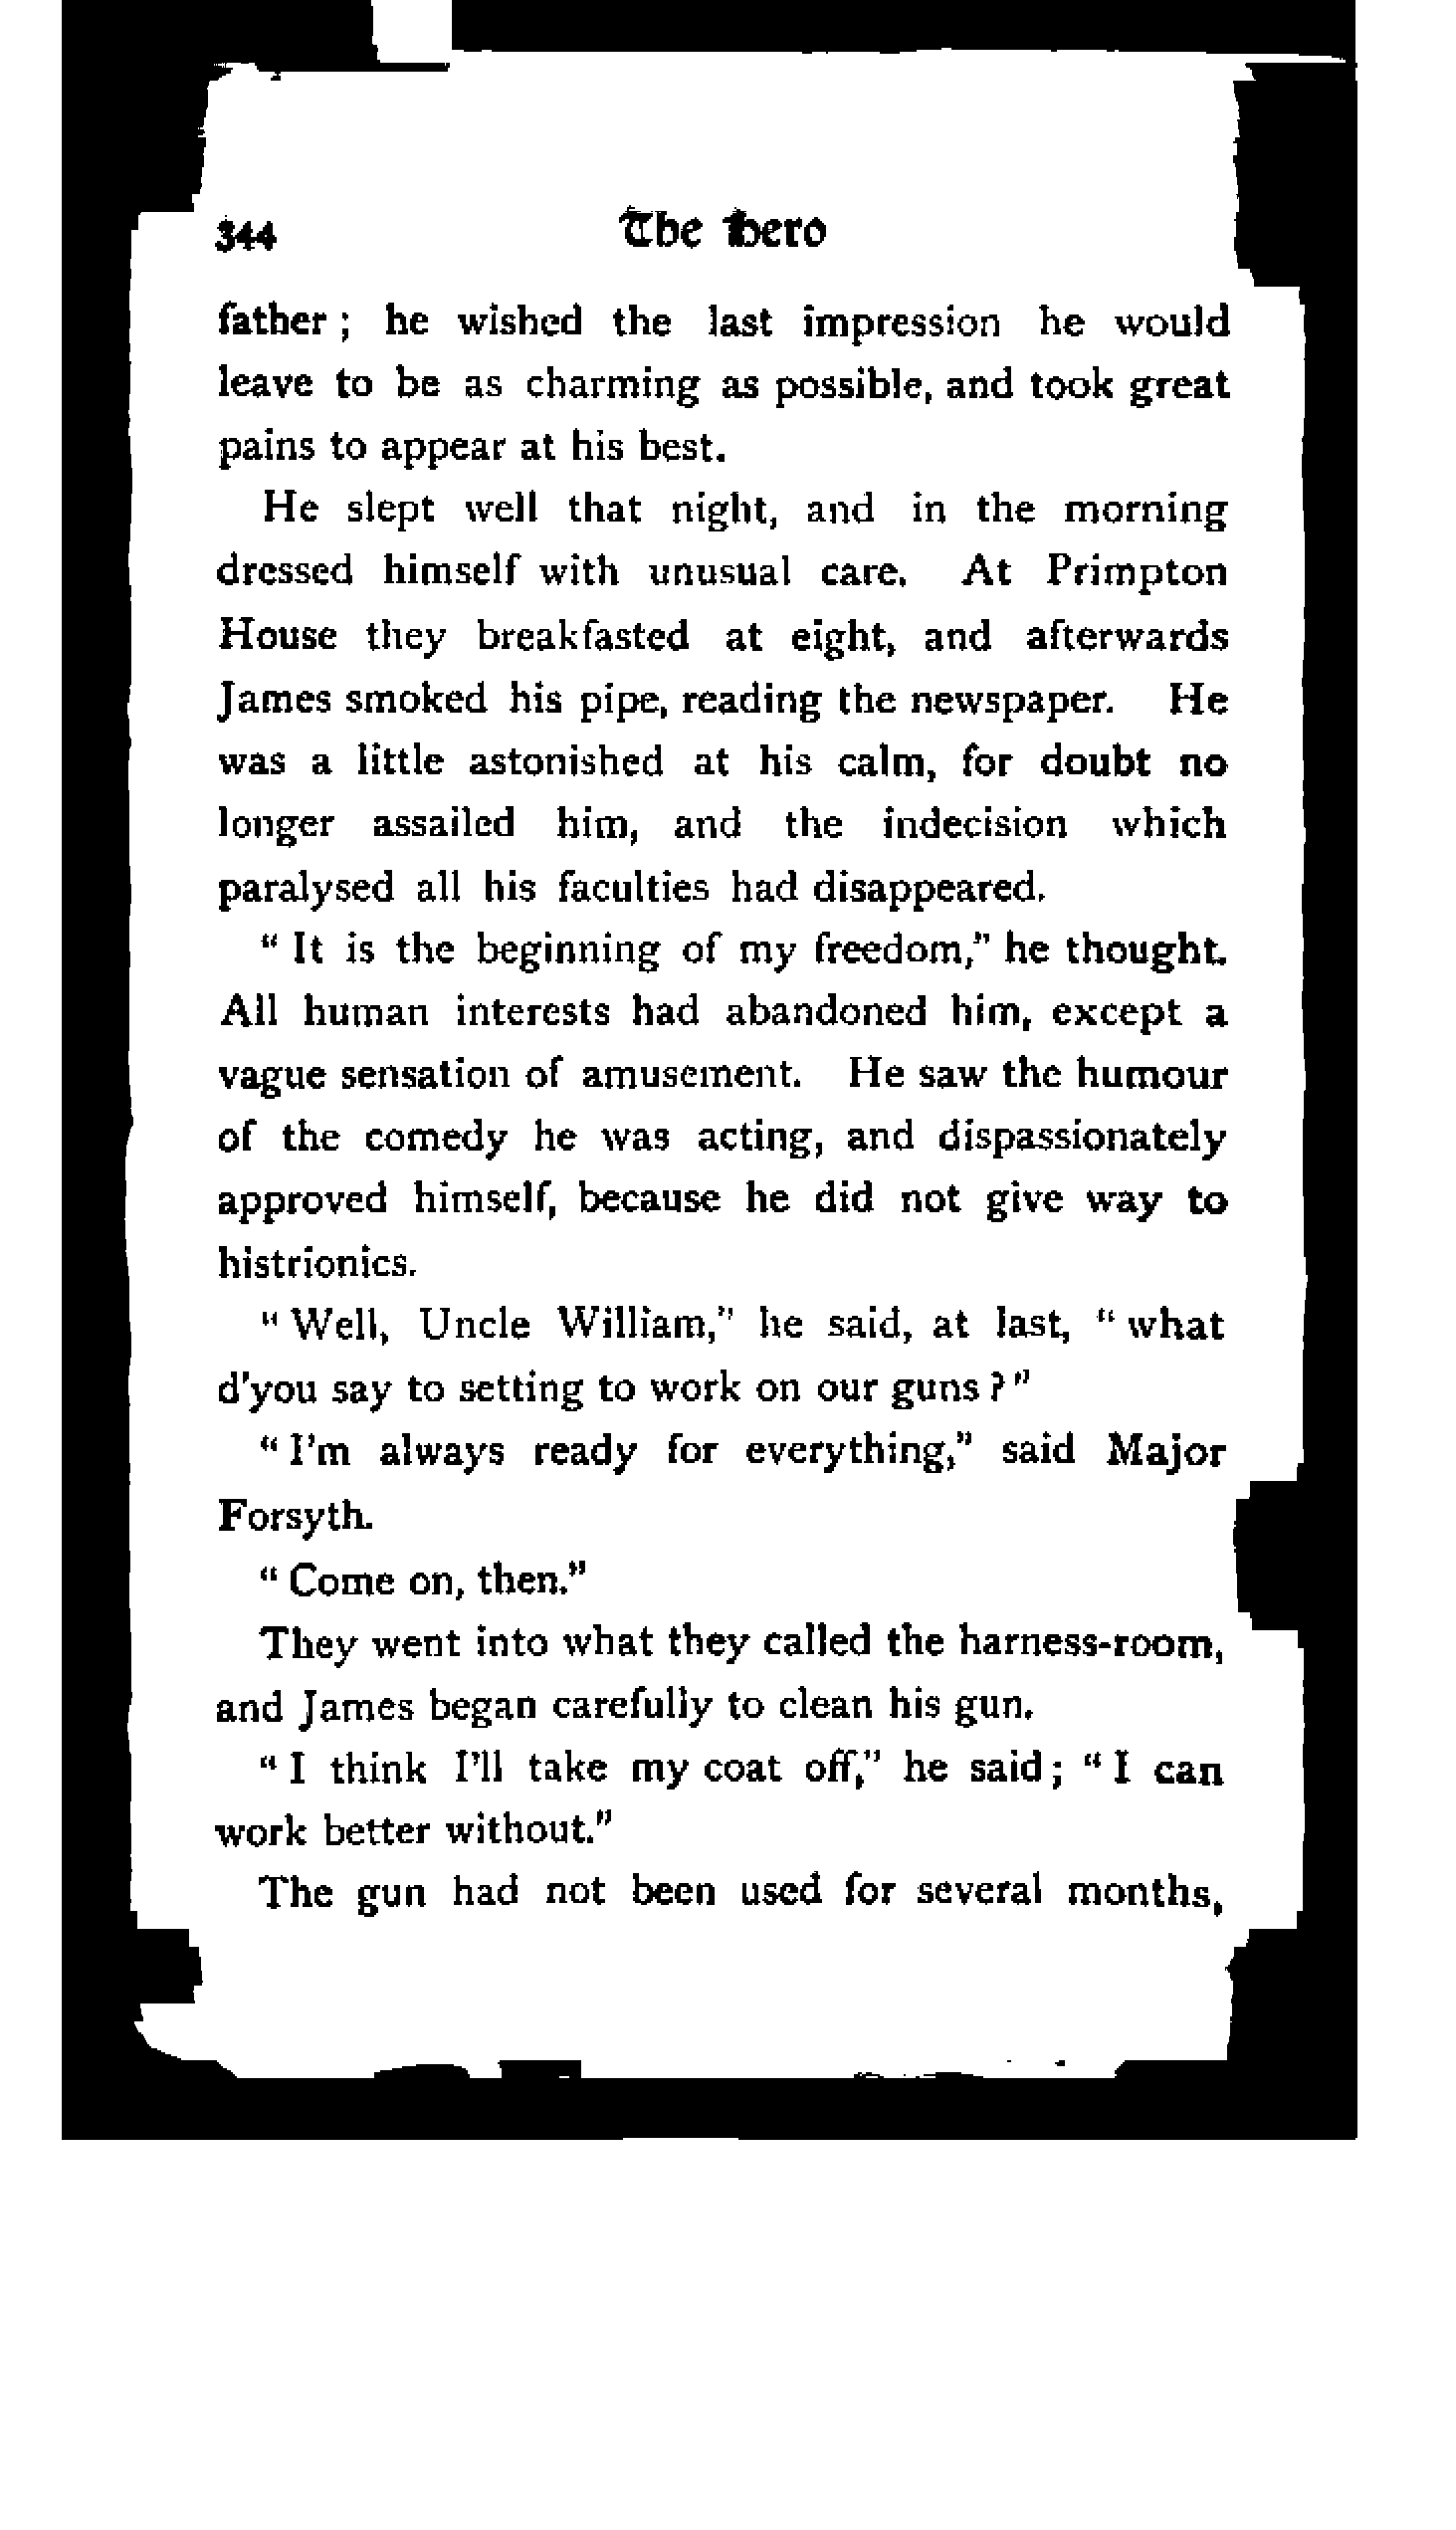 344
The Hero
father ; he wished the last impression he would
leave to be as charming as possible, and took great
pains to appear at his best.
He slept well that night, and in the morning
dressed himself with unusual care. At Primpton
House they breakfasted at eight, and afterwards
James smoked his pipe, reading the newspaper. He
was a little astonished at his calm, for doubt no
longer assailed him, and the indecision which
paralysed all his faculties had disappeared.
" It is the beginning of my freedom," he thought.
All human interests had abandoned him, except a
vague sensation of amusement. He saw the humour
of the comedy he was acting, and dispassionately
approved himself, because he did not give way to
histrionics.
" Well, Uncle William," he said, at last, " what
d'you say to setting to work on our guns ? "
" I'm always ready for everything," said Major
Forsyth.
" Come on, then."
They went into what they called the harness-room,
and James began carefully to clean his gun.
" I think I'll take my coat off," he said ; " I can
work better without."
The gun had not been used for several months,